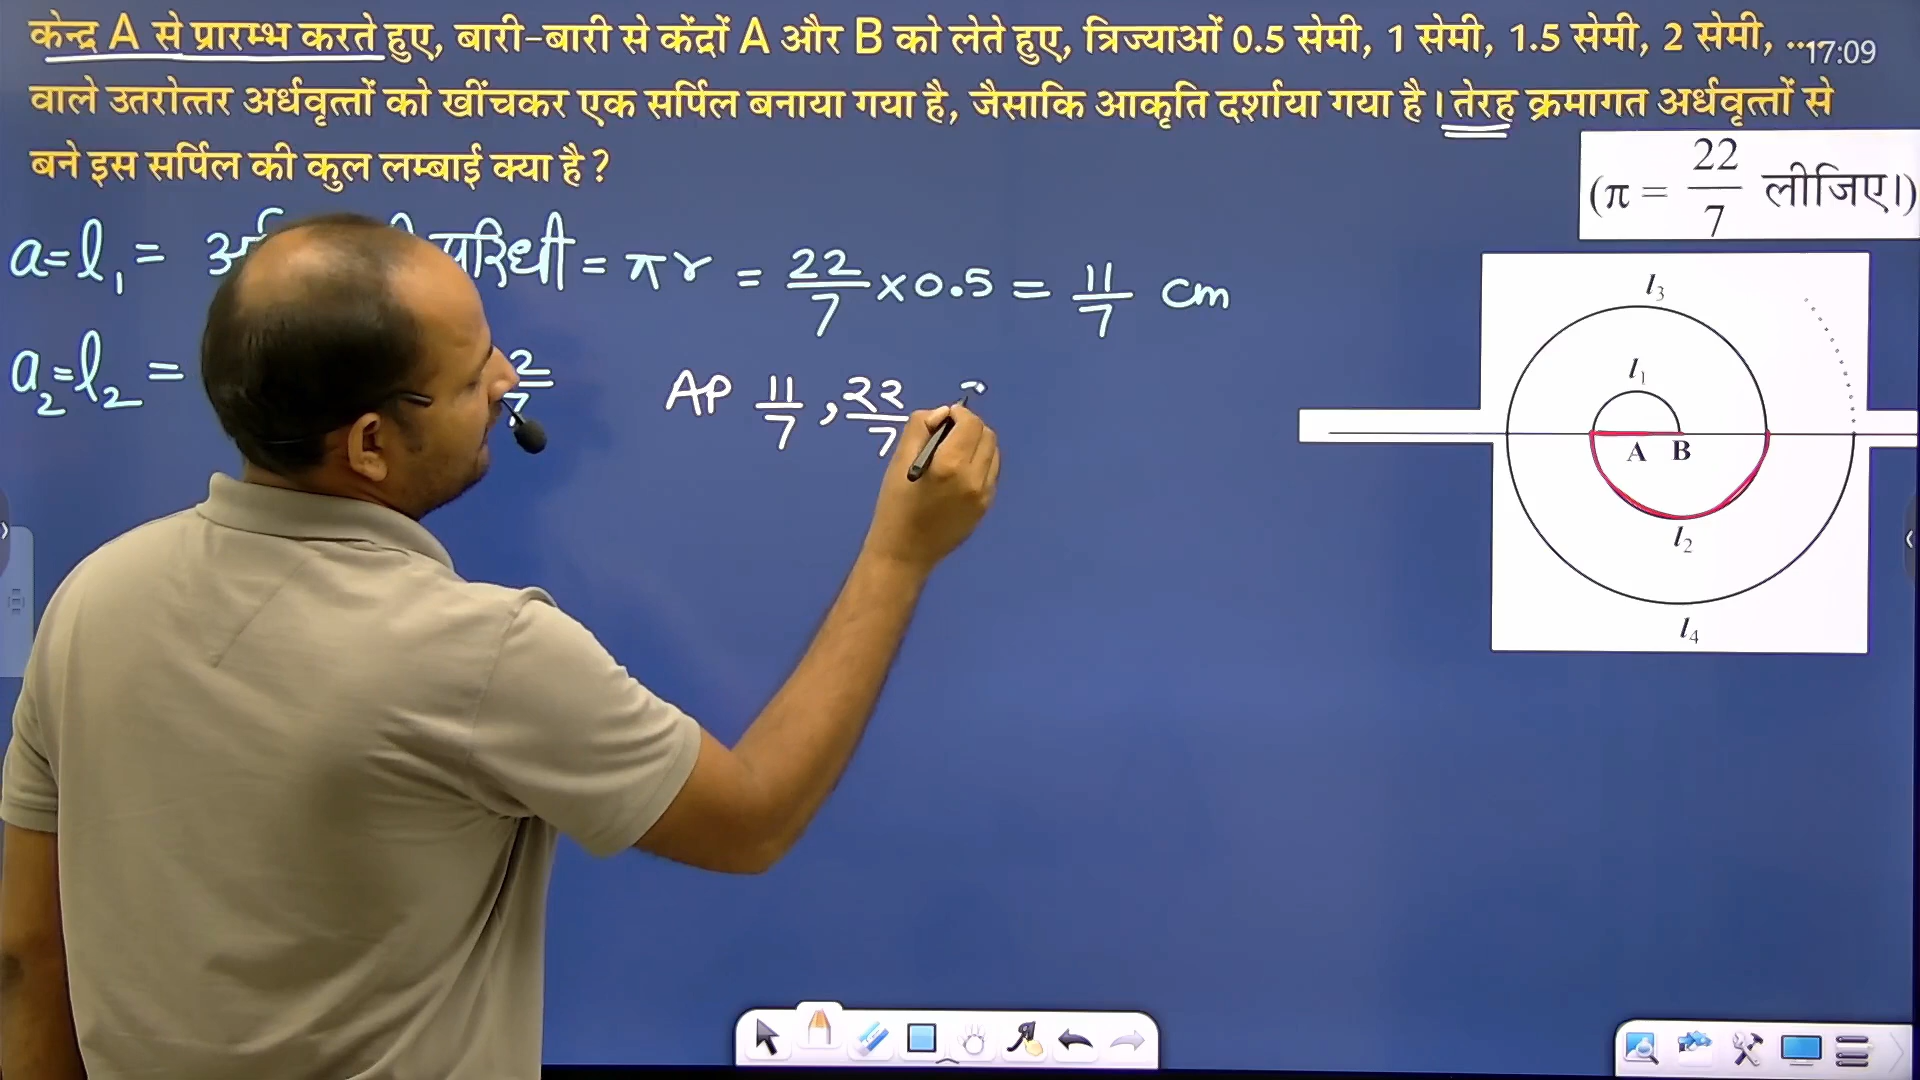 केन्द्र A से प्रारम्भ करते हुए, बारी-बारी से केंद्रों A और B को लेते हुए, त्रिज्याओं 0.5 सेमी, 1 सेमी, 1.5 सेमी, 2 सेमी, ...
17:09
वाले उतरोत्तर अर्धवृत्तों को खींचकर एक सर्पिल बनाया गया है, जैसाकि आकृति दर्शाया गया है। तेरह क्रमागत अर्धवृत्तों से
बने इस सर्पिल की कुल लम्बाई क्या है ?
(π = 22/7 लीजिए।)
a = l₁ = परिधी = πr = 22/7 × 0.5 = 11/7 cm
a₂ = l₂ =
AP 11/7, 22/7
l₃
l₁
A B
l₂
l₄